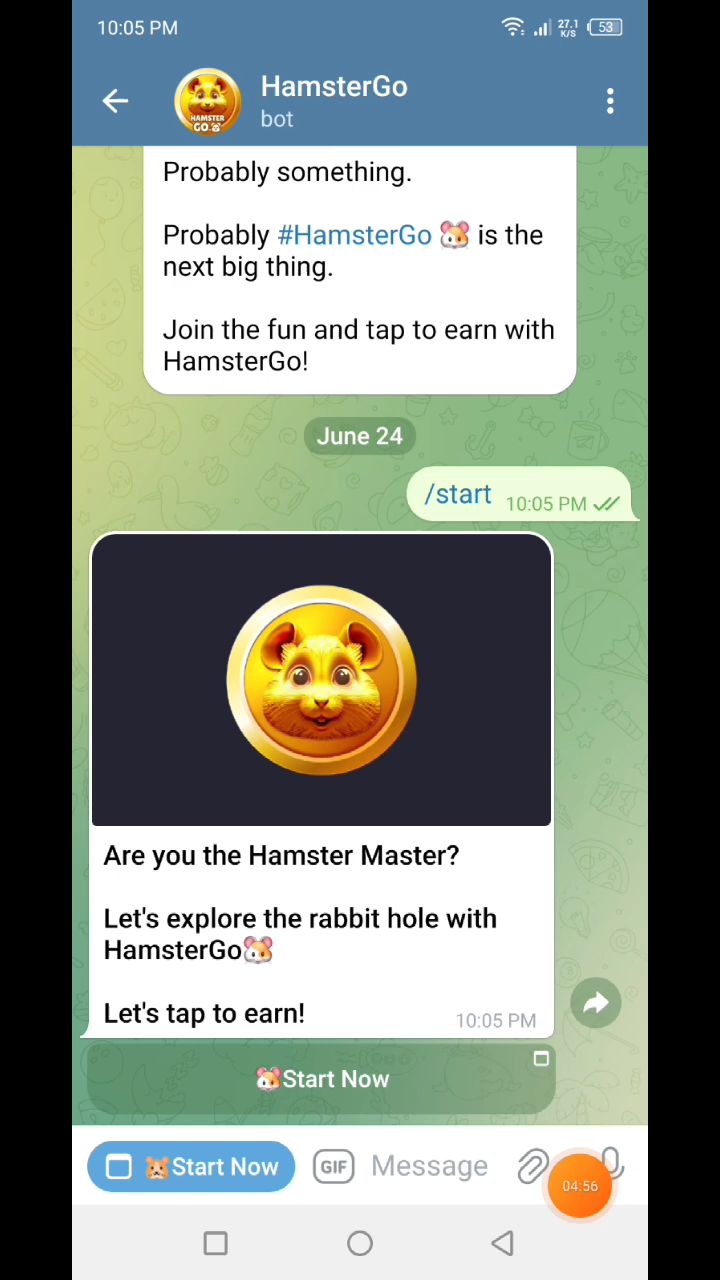 10:05 PM
27.1
K/S
53
HamsterGo
bot
HAMSTER
GO
Probably something.
Probably #HamsterGo 🐹 is the
next big thing.
Join the fun and tap to earn with
HamsterGo!
June 24
/start 10:05 PM
Are you the Hamster Master?
Let's explore the rabbit hole with
HamsterGo🐹
Let's tap to earn!
10:05 PM
🐹Start Now
🐹Start Now
GIF
Message
04:56